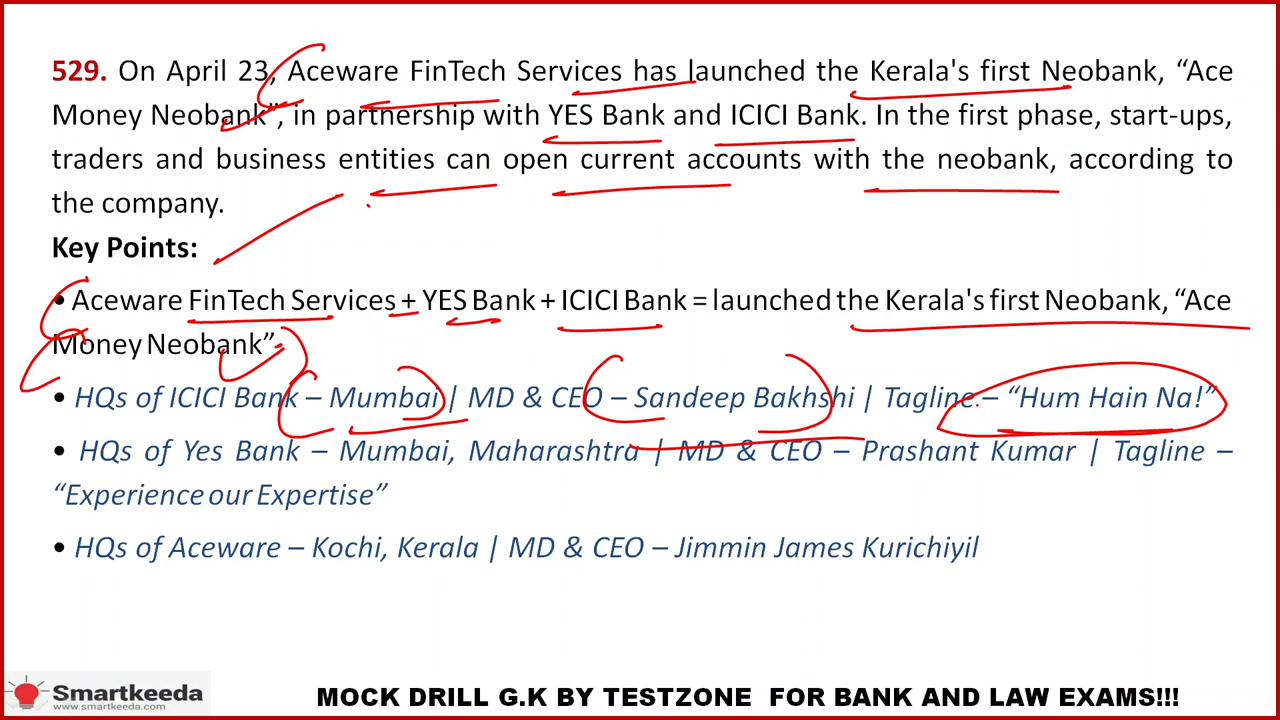 529. On April 23, Aceware FinTech Services has launched the Kerala's first Neobank, “Ace
Money Neobank”, in partnership with YES Bank and ICICI Bank. In the first phase, start-ups,
traders and business entities can open current accounts with the neobank, according to
the company.
Key Points:
• Aceware FinTech Services + YES Bank + ICICI Bank = launched the Kerala's first Neobank, “Ace
Money Neobank”.
• HQs of ICICI Bank – Mumbai | MD & CEO – Sandeep Bakhshi | Tagline – “Hum Hain Na!”
• HQs of Yes Bank – Mumbai, Maharashtra | MD & CEO – Prashant Kumar | Tagline –
“Experience our Expertise”
• HQs of Aceware – Kochi, Kerala | MD & CEO – Jimmin James Kurichiyil
Smartkeeda
www.smartkeeda.com
MOCK DRILL G.K BY TESTZONE FOR BANK AND LAW EXAMS!!!